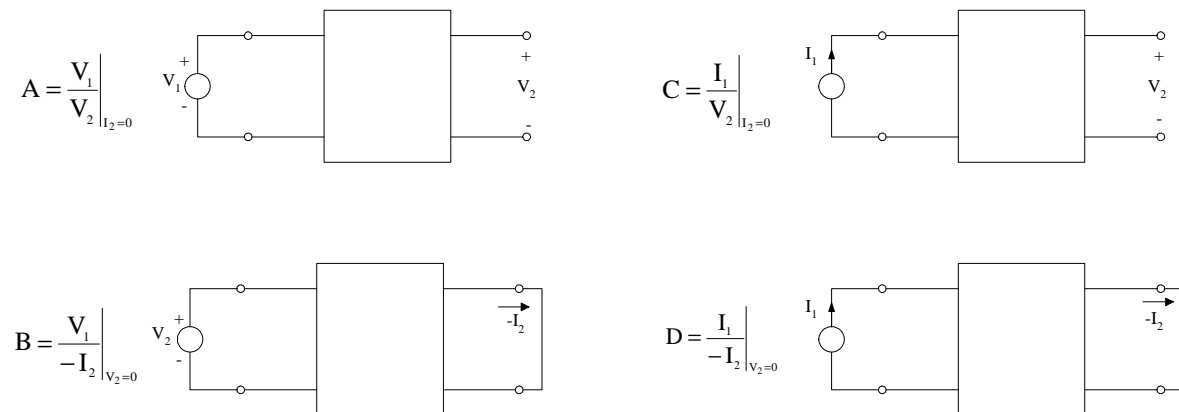 A = V₁/V₂ |I₂=0
+
V₁
-
+
V₂
-
C = I₁/V₂ |I₂=0
I₁
+
V₂
-
B = V₁/-I₂ |V₂=0
+
V₂
-
-I₂
D = I₁/-I₂ |V₂=0
I₁
-I₂